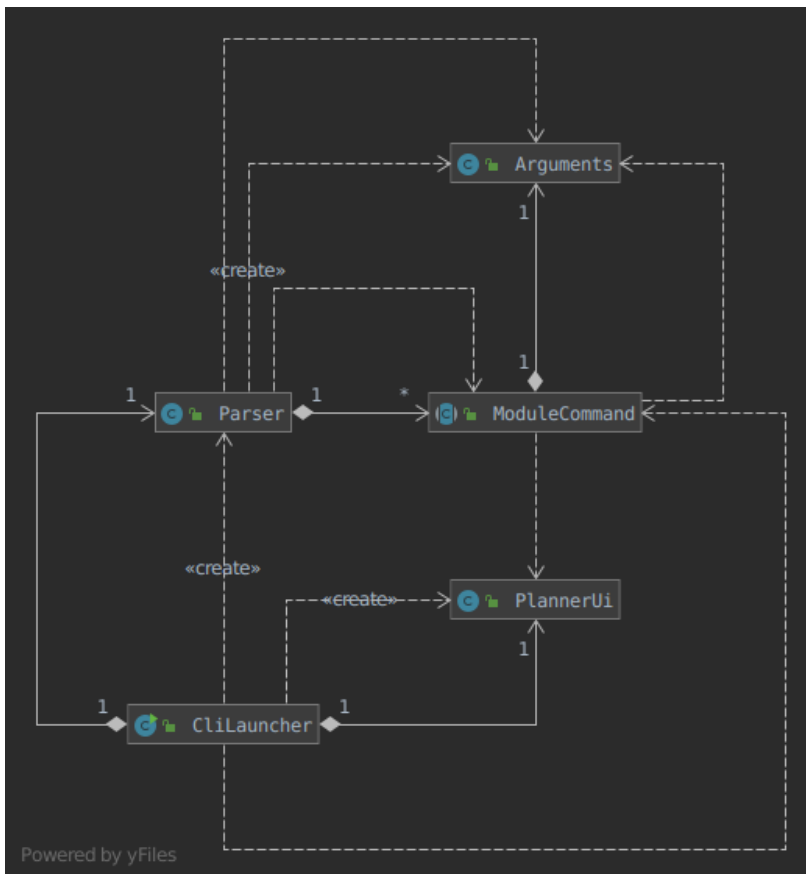 C Arguments
1
«create»
1
1 Parser 1 * C ModuleCommand
C
«create»
«create» C PlannerUi
1
1 C CliLauncher 1
Powered by yFiles